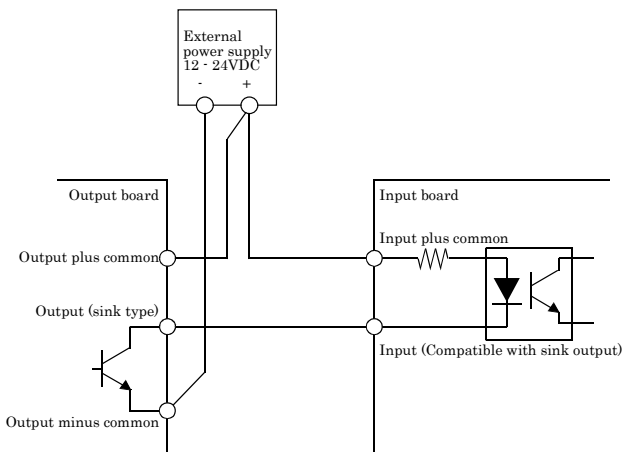 External
power supply
12 - 24VDC
- +
Output board
Input board
Output plus common
Input plus common
Output (sink type)
Input (Compatible with sink output)
Output minus common